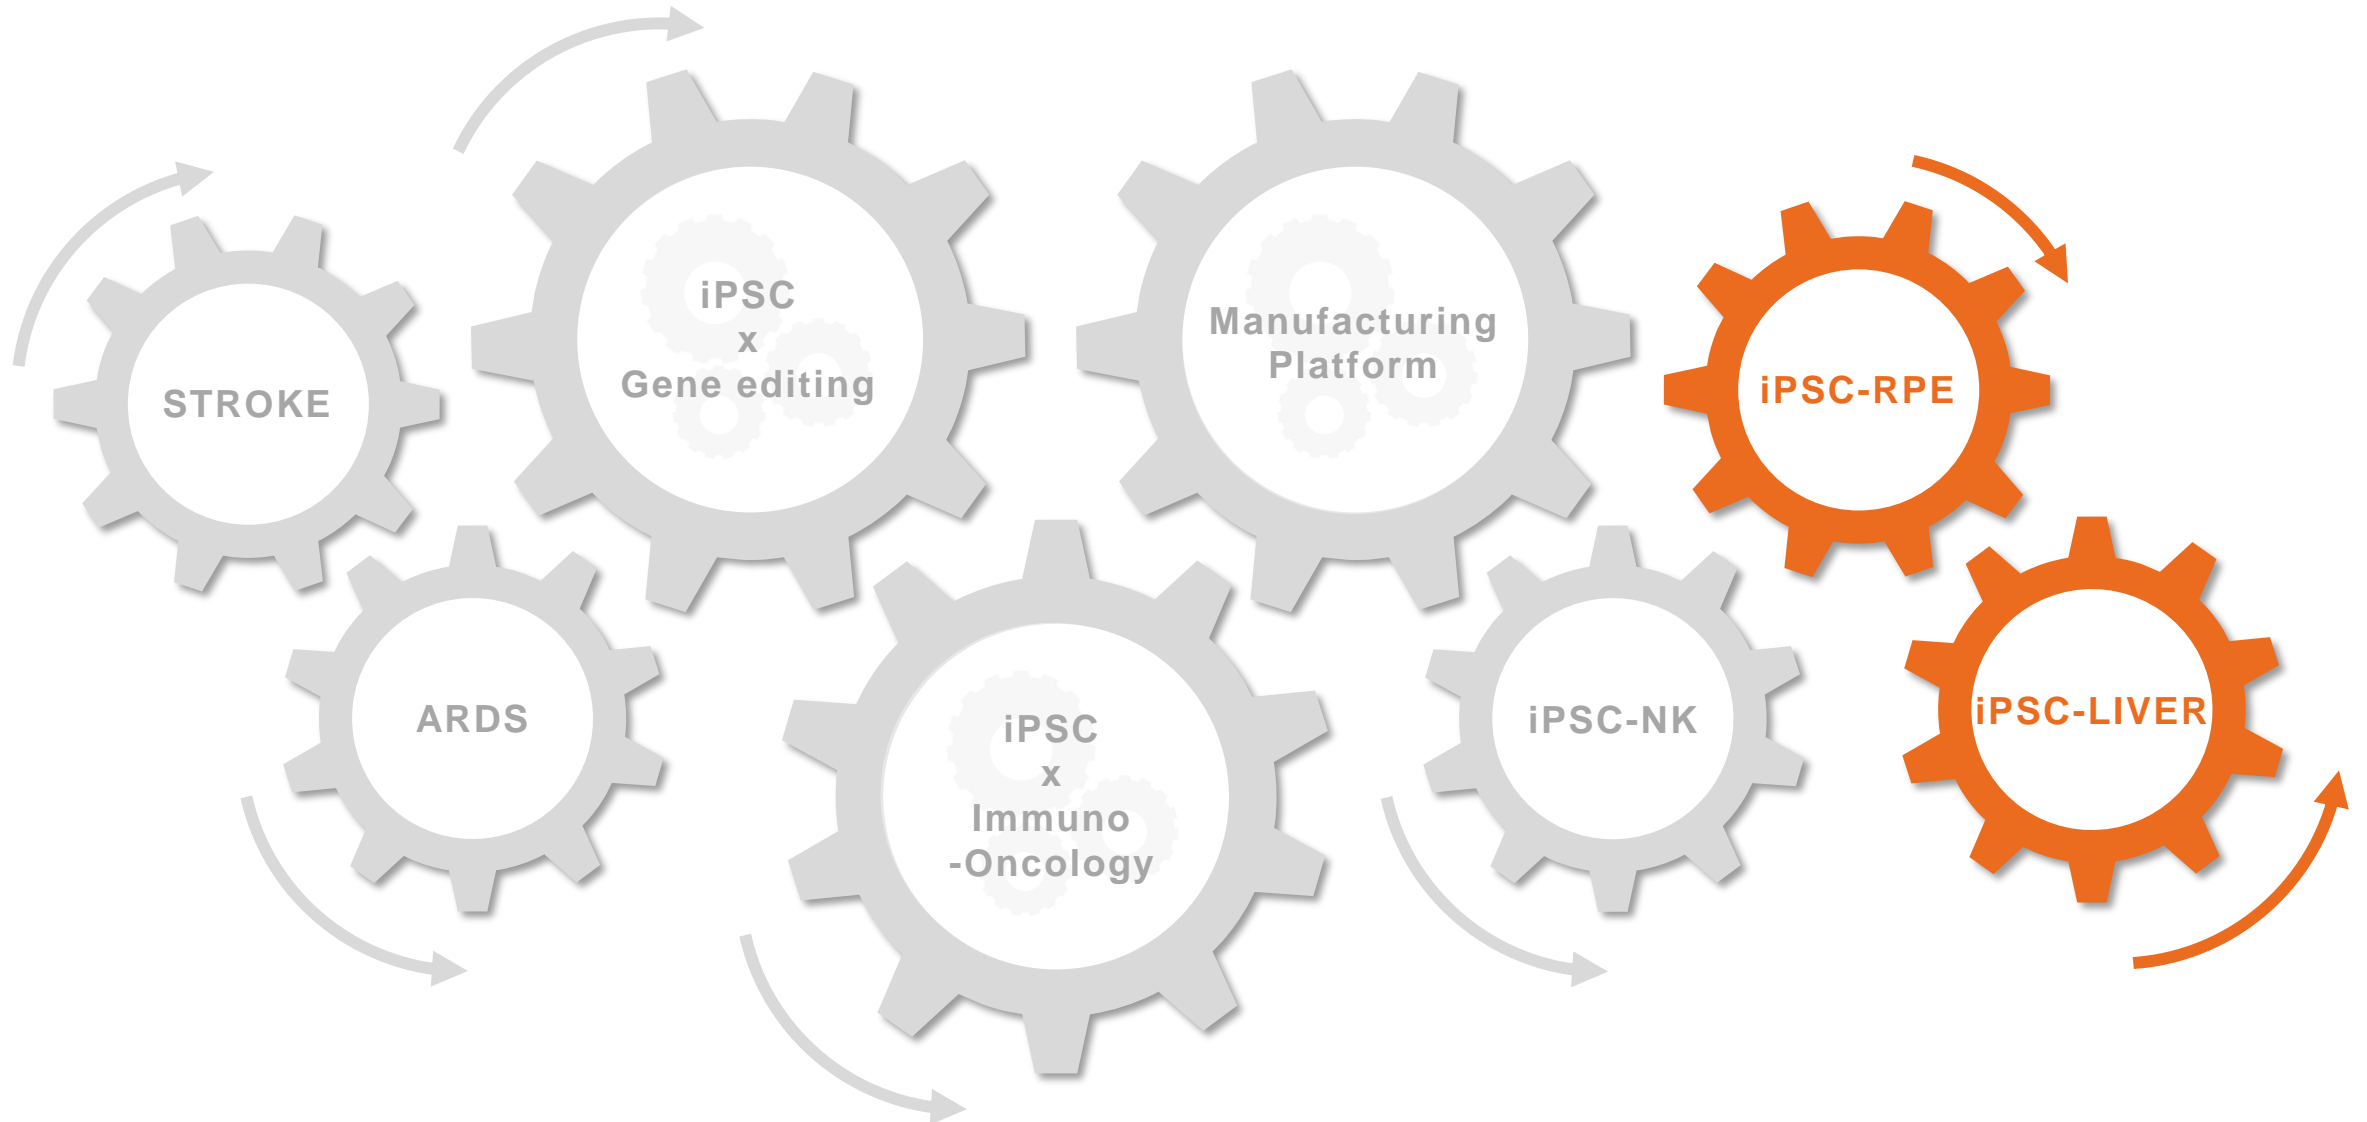 STROKE
iPSC
x
Gene editing
Manufacturing
Platform
iPSC-RPE
ARDS
iPSC
x
Immuno
-Oncology
iPSC-NK
iPSC-LIVER